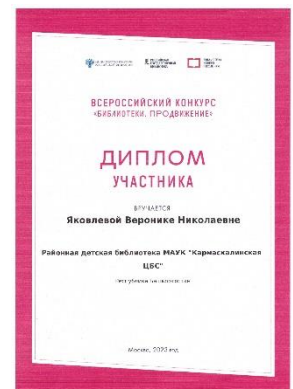 ВСЕРОССИЙСКИЙ КОНКУРС
«БИБЛИОТЕКИ. ПРОДВИЖЕНИЕ»
ДИПЛОМ
УЧАСТНИКА
ВРУЧАЕТСЯ
Яковлевой Веронике Николаевне
Районная детская библиотека МАУК "Кармаскалинская
ЦБС"
Москва, 2023 год